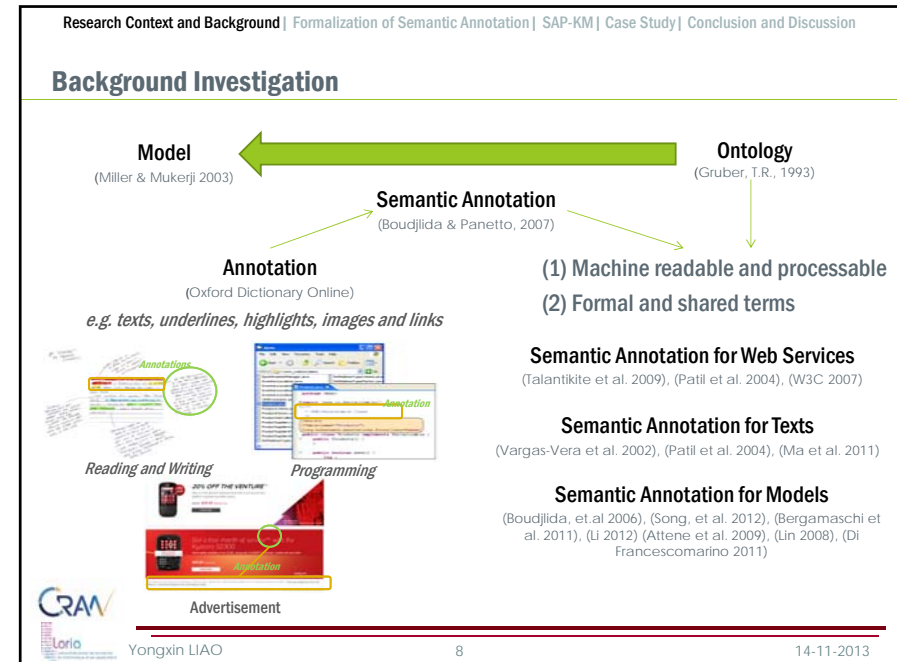 Research Context and Background| Formalization of Semantic Annotation| SAP-KM| Case Study| Conclusion and Discussion
Background Investigation
Model
(Miller & Mukerji 2003)
Ontology
(Gruber, T.R., 1993)
Semantic Annotation
(Boudjlida & Panetto, 2007)
Annotation
(Oxford Dictionary Online)
e.g. texts, underlines, highlights, images and links
(1) Machine readable and processable
(2) Formal and shared terms
Annotations
Reading and Writing
Annotation
Programming
20% OFF THE VENTURE
Annotation
Advertisement
Semantic Annotation for Web Services
(Talantikite et al. 2009), (Patil et al. 2004), (W3C 2007)
Semantic Annotation for Texts
(Vargas-Vera et al. 2002), (Patil et al. 2004), (Ma et al. 2011)
Semantic Annotation for Models
(Boudjlida, et.al 2006), (Song, et al. 2012), (Bergamaschi et
al. 2011), (Li 2012) (Attene et al. 2009), (Lin 2008), (Di
Francescomarino 2011)
CRAN
Loria
Yongxin LIAO
8
14-11-2013